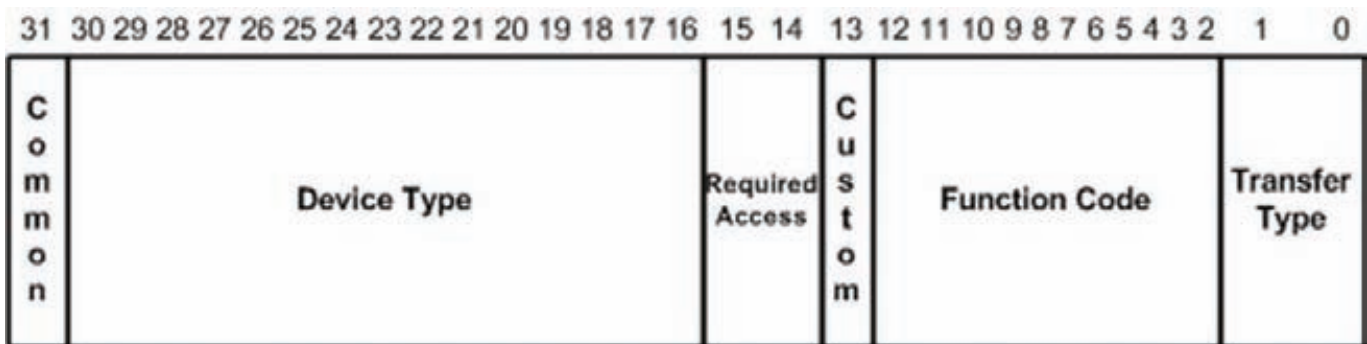 31 30 29 28 27 26 25 24 23 22 21 20 19 18 17 16 15 14 13 12 11 10 9 8 7 6 5 4 3 2 1 0
Common
Device Type
Required
Access
Custom
Function Code
Transfer
Type